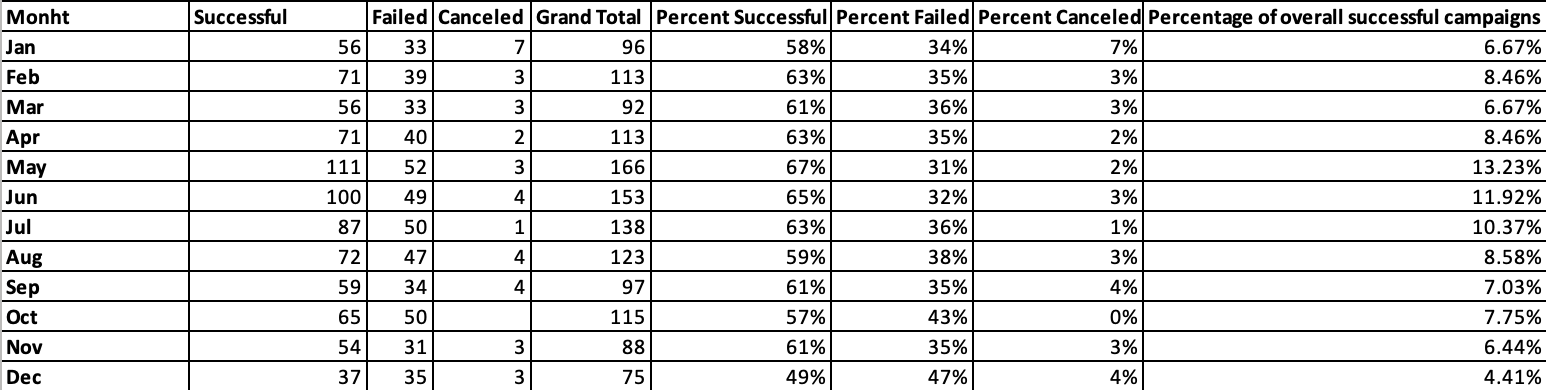 Monht Successful Failed Canceled Grand Total Percent Successful Percent Failed Percent Canceled Percentage of overall successful campaigns
Jan 56 33 7 96 58% 34% 7% 6.67%
Feb 71 39 3 113 63% 35% 3% 8.46%
Mar 56 33 3 92 61% 36% 3% 6.67%
Apr 71 40 2 113 63% 35% 2% 8.46%
May 111 52 3 166 67% 31% 2% 13.23%
Jun 100 49 4 153 65% 32% 3% 11.92%
Jul 87 50 1 138 63% 36% 1% 10.37%
Aug 72 47 4 123 59% 38% 3% 8.58%
Sep 59 34 4 97 61% 35% 4% 7.03%
Oct 65 50 115 57% 43% 0% 7.75%
Nov 54 31 3 88 61% 35% 3% 6.44%
Dec 37 35 3 75 49% 47% 4% 4.41%